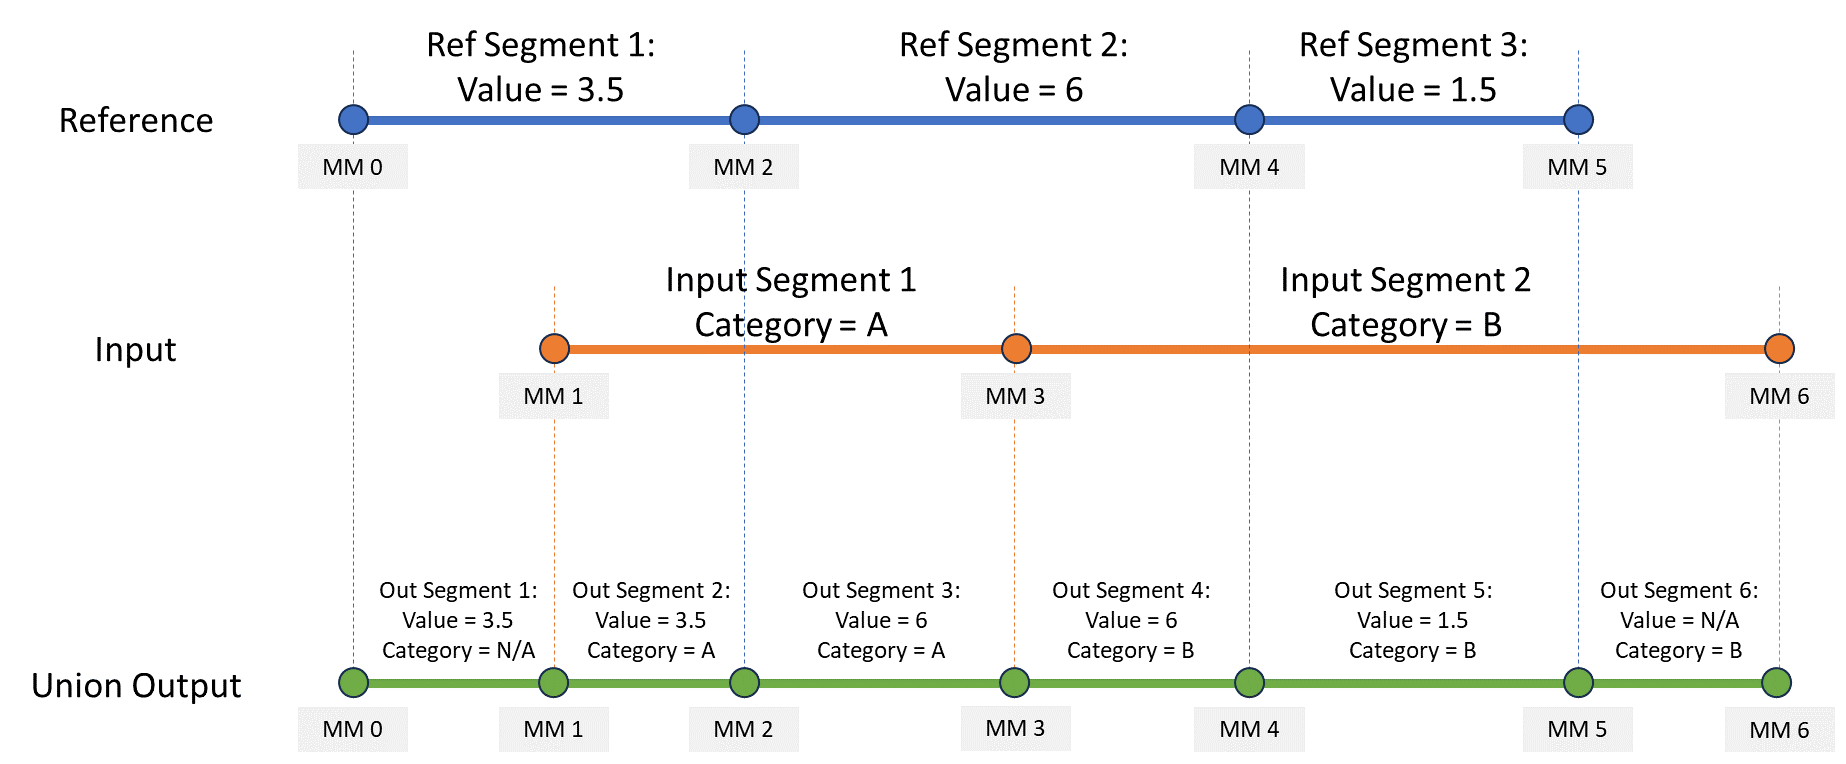 Ref Segment 1:
Value = 3.5
Ref Segment 2:
Value = 6
Ref Segment 3:
Value = 1.5
Reference
MM 0
MM 2
MM 4
MM 5
Input Segment 1
Category = A
Input Segment 2
Category = B
Input
MM 1
MM 3
MM 6
Out Segment 1:
Value = 3.5
Category = N/A
Out Segment 2:
Value = 3.5
Category = A
Out Segment 3:
Value = 6
Category = A
Out Segment 4:
Value = 6
Category = B
Out Segment 5:
Value = 1.5
Category = B
Out Segment 6:
Value = N/A
Category = B
Union Output
MM 0
MM 1
MM 2
MM 3
MM 4
MM 5
MM 6